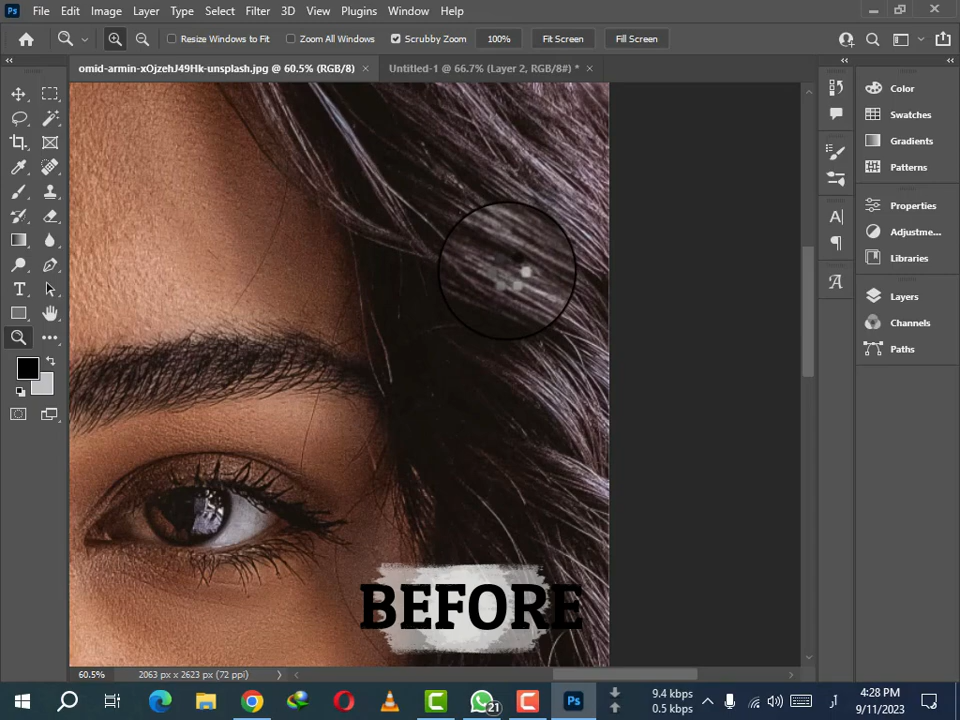 Ps File Edit Image Layer Type Select Filter 3D View Plugins Window Help
Resize Windows to Fit Zoom All Windows Scrubby Zoom 100% Fit Screen Fill Screen
omid-armin-xOjzehJ49Hk-unsplash.jpg @ 60.5% (RGB/8) × Untitled-1 @ 66.7% (Layer 2, RGB/8#) * ×
Color
Swatches
Gradients
Patterns
Properties
Adjustme...
Libraries
Layers
Channels
Paths
BEFORE
60.5% 2063 px x 2623 px (72 ppi)
Ps
21
9.4 kbps
0.5 kbps
4:28 PM
9/11/2023